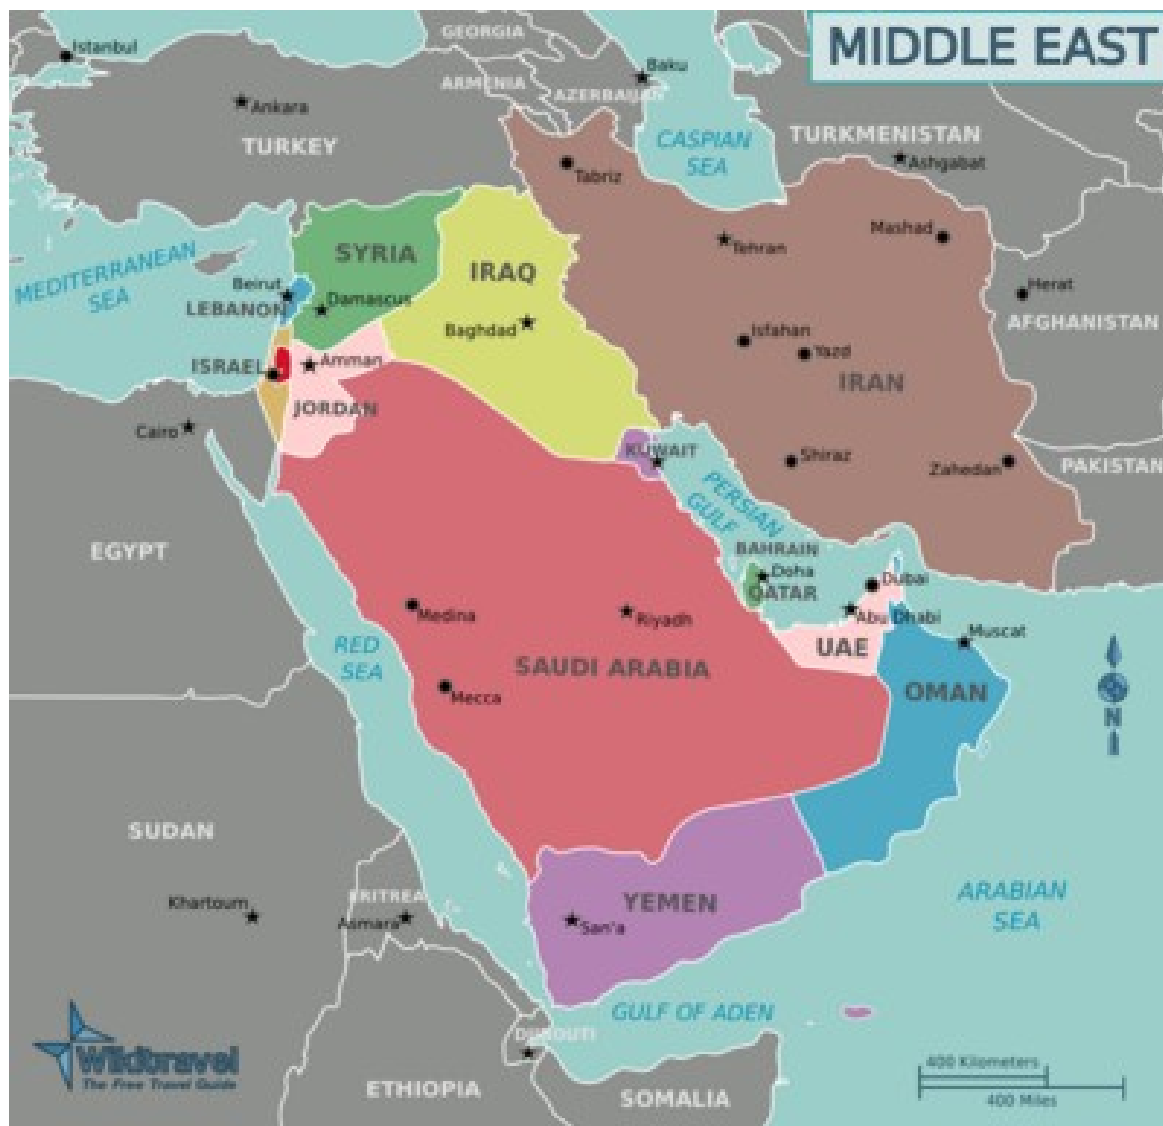 MIDDLE EAST
GEORGIA
Istanbul
Baku
ARMENIA
AZERBAIJAN
Ankara
TURKEY
CASPIAN
SEA
TURKMENISTAN
Ashgabat
Tabriz
Mashad
Tehran
SYRIA
IRAQ
MEDITERRANEAN
SEA
Beirut
LEBANON
Damascus
Herat
AFGHANISTAN
Baghdad
Isfahan
Yazd
ISRAEL
Amman
IRAN
JORDAN
Cairo
KUWAIT
Shiraz
Zahedan
PAKISTAN
PERSIAN
GULF
EGYPT
BAHRAIN
Doha
QATAR
Dubai
Abu Dhabi
Medina
Riyadh
Muscat
RED
SEA
SAUDI ARABIA
UAE
OMAN
Mecca
N
SUDAN
ERITREA
Khartoum
Asmara
YEMEN
San'a
ARABIAN
SEA
GULF OF ADEN
DJIBOUTI
Wikitravel
The Free Travel Guide
ETHIOPIA
SOMALIA
400 Kilometers
400 Miles